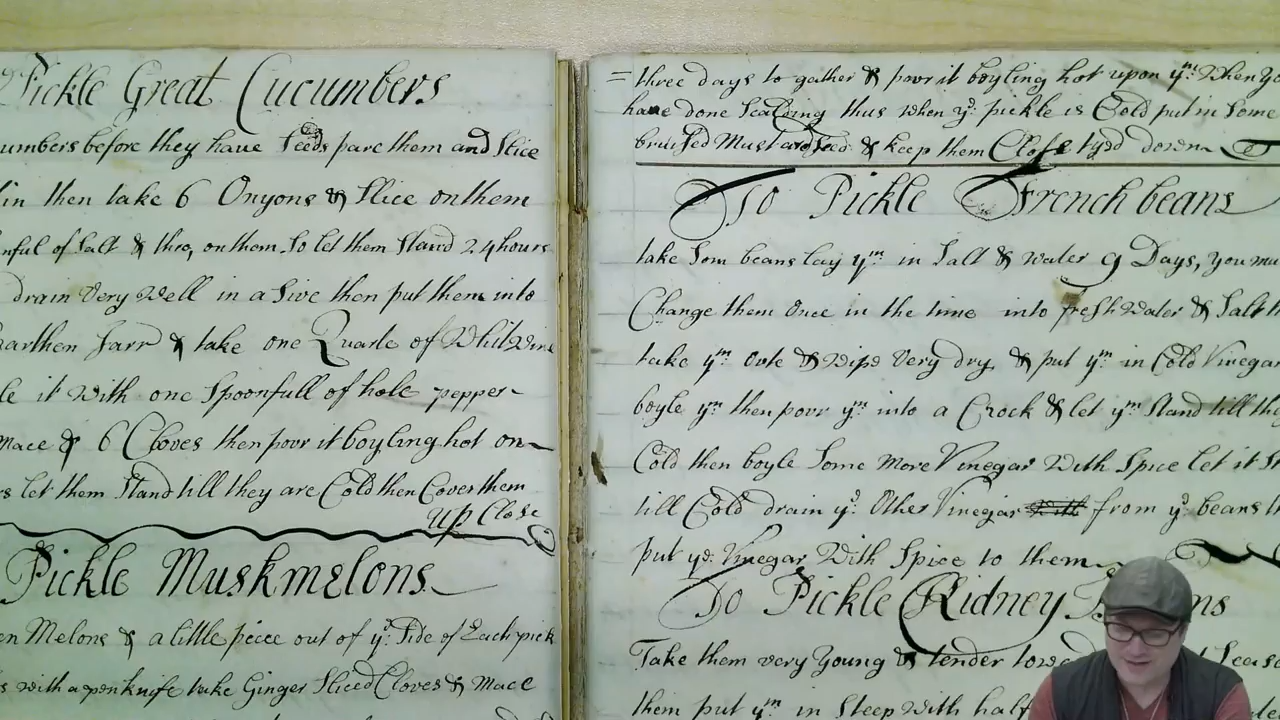 Pickle Great Cucumbers
umbers before they have Seeds pare them and Slice
in then take 6 Onyons & Slice on them
nful of Salt & thro, on them So let them Stand 24 hours
drain Very Well in a Sive then put them into
arthen Jarr & take one Quarte of Whit Wine
le it With one Spoonfull of hole pepper
Mace & 6 Cloves then pour it boyling hot on
s let them Stand till they are Cold then Cover them
up Close
Pickle Muskmelons
en Melons & a little peice out of ye Side of Each pick
s with a penknife take Ginger Sliced Cloves & Mace
= three days to gather & pour it boyling hot upon ym When Yo
have done Scalding thus when ye pickle is Cold put in Some
bruised Mustard Seed & keep them Close tyd down
To Pickle French beans
take Som beans lay ym in Salt & water 9 Days, you mu
Change them Once in the time into fresh Water & Salt
take ym Oute & Wipe Very dry, & put ym in Cold Vinegar
boyle ym then pour ym into a Crock & let ym Stand till the
Cold then boyle Some More Vinegar With Spice let it
till Cold drain ye Other Vinegar from ye beans
put ye Vinegar With Spice to them
To Pickle Kidney
Take them very Young & tender
them put ym in Steep With half